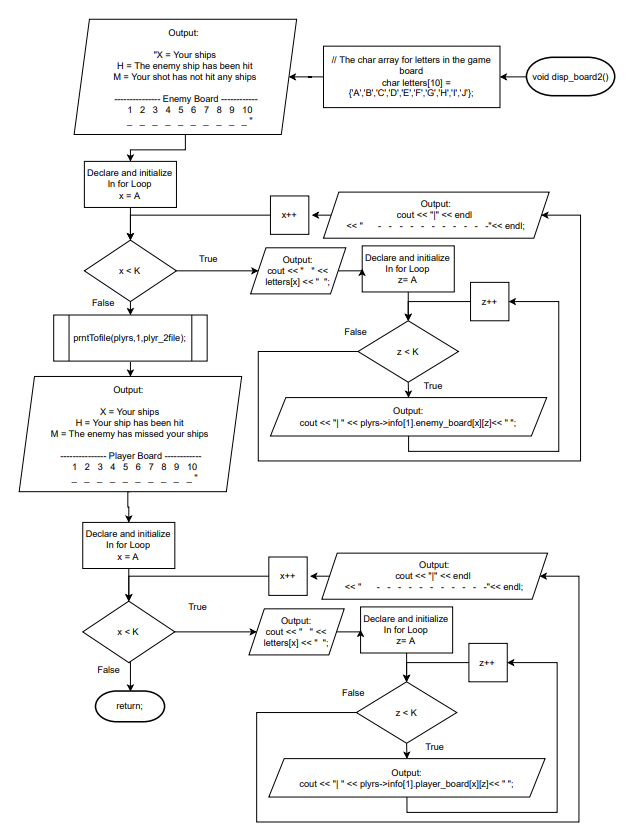 void disp_board2()
// The char array for letters in the game
board
char letters[10] =
{'A','B','C','D','E','F','G','H','I','J'};
Output:
"X = Your ships
H = The enemy ship has been hit
M = Your shot has not hit any ships
--------------- Enemy Board ------------
1 2 3 4 5 6 7 8 9 10
_ _ _ _ _ _ _ _ _ _"
Declare and initialize
In for Loop
x = A
x < K
True
False
Output:
cout << "   " <<
letters[x] << "  ";
Declare and initialize
In for Loop
z= A
z < K
True
False
Output:
cout << "| " << plyrs->info[1].enemy_board[x][z]<< " ";
z++
Output:
cout << "|" << endl
<< "     -  -  -  -  -  -  -  -  -  -"<< endl;
x++
prntTofile(plyrs,1,plyr_2file);
Output:
X = Your ships
H = Your ship has been hit
M = The enemy has missed your ships
--------------- Player Board ------------
1 2 3 4 5 6 7 8 9 10
_ _ _ _ _ _ _ _ _ _"
Declare and initialize
In for Loop
x = A
x < K
True
False
return;
Output:
cout << "   " <<
letters[x] << "  ";
Declare and initialize
In for Loop
z= A
z < K
True
False
Output:
cout << "| " << plyrs->info[1].player_board[x][z]<< " ";
z++
Output:
cout << "|" << endl
<< "     -  -  -  -  -  -  -  -  -  -"<< endl;
x++